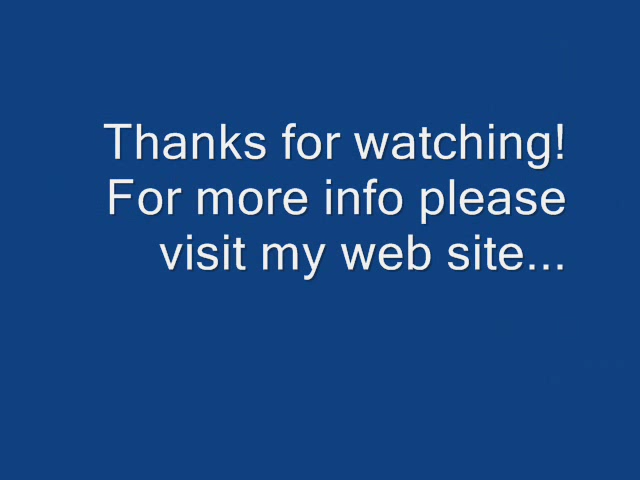 Thanks for watching!
For more info please
visit my web site...